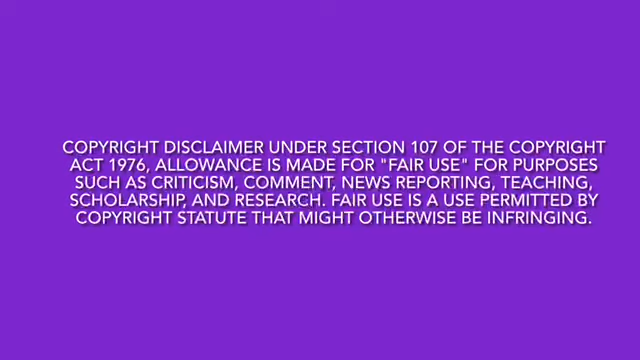 COPYRIGHT DISCLAIMER UNDER SECTION 107 OF THE COPYRIGHT
ACT 1976, ALLOWANCE IS MADE FOR "FAIR USE" FOR PURPOSES
SUCH AS CRITICISM, COMMENT, NEWS REPORTING, TEACHING,
SCHOLARSHIP, AND RESEARCH. FAIR USE IS A USE PERMITTED BY
COPYRIGHT STATUTE THAT MIGHT OTHERWISE BE INFRINGING.